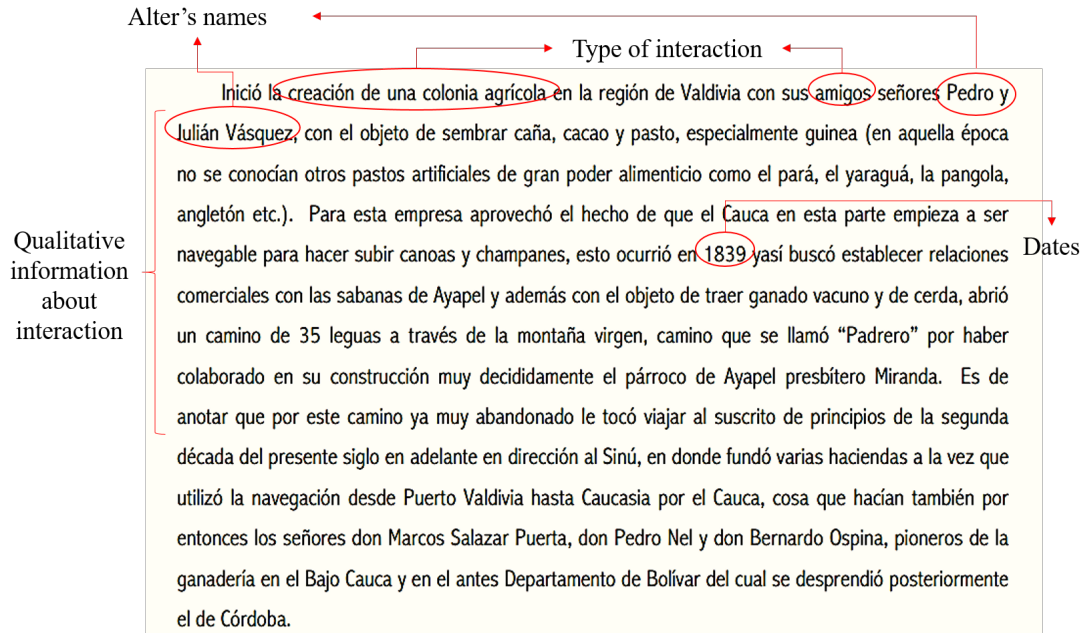 Alter's names
Type of interaction
Inició la creación de una colonia agrícola en la región de Valdivia con sus amigos señores Pedro y
Julián Vásquez, con el objeto de sembrar caña, cacao y pasto, especialmente guinea (en aquella época
no se conocían otros pastos artificiales de gran poder alimenticio como el pará, el yaraguá, la pangola,
angletón etc.). Para esta empresa aprovechó el hecho de que el Cauca en esta parte empieza a ser
navegable para hacer subir canoas y champanes, esto ocurrió en 1839 yasí buscó establecer relaciones
comerciales con las sabanas de Ayapel y además con el objeto de traer ganado vacuno y de cerda, abrió
un camino de 35 leguas a través de la montaña virgen, camino que se llamó “Padrero” por haber
colaborado en su construcción muy decididamente el párroco de Ayapel presbítero Miranda. Es de
anotar que por este camino ya muy abandonado le tocó viajar al suscrito de principios de la segunda
década del presente siglo en adelante en dirección al Sinú, en donde fundó varias haciendas a la vez que
utilizó la navegación desde Puerto Valdivia hasta Caucasia por el Cauca, cosa que hacían también por
entonces los señores don Marcos Salazar Puerta, don Pedro Nel y don Bernardo Ospina, pioneros de la
ganadería en el Bajo Cauca y en el antes Departamento de Bolívar del cual se desprendió posteriormente
el de Córdoba.
Qualitative
information
about
interaction
Dates